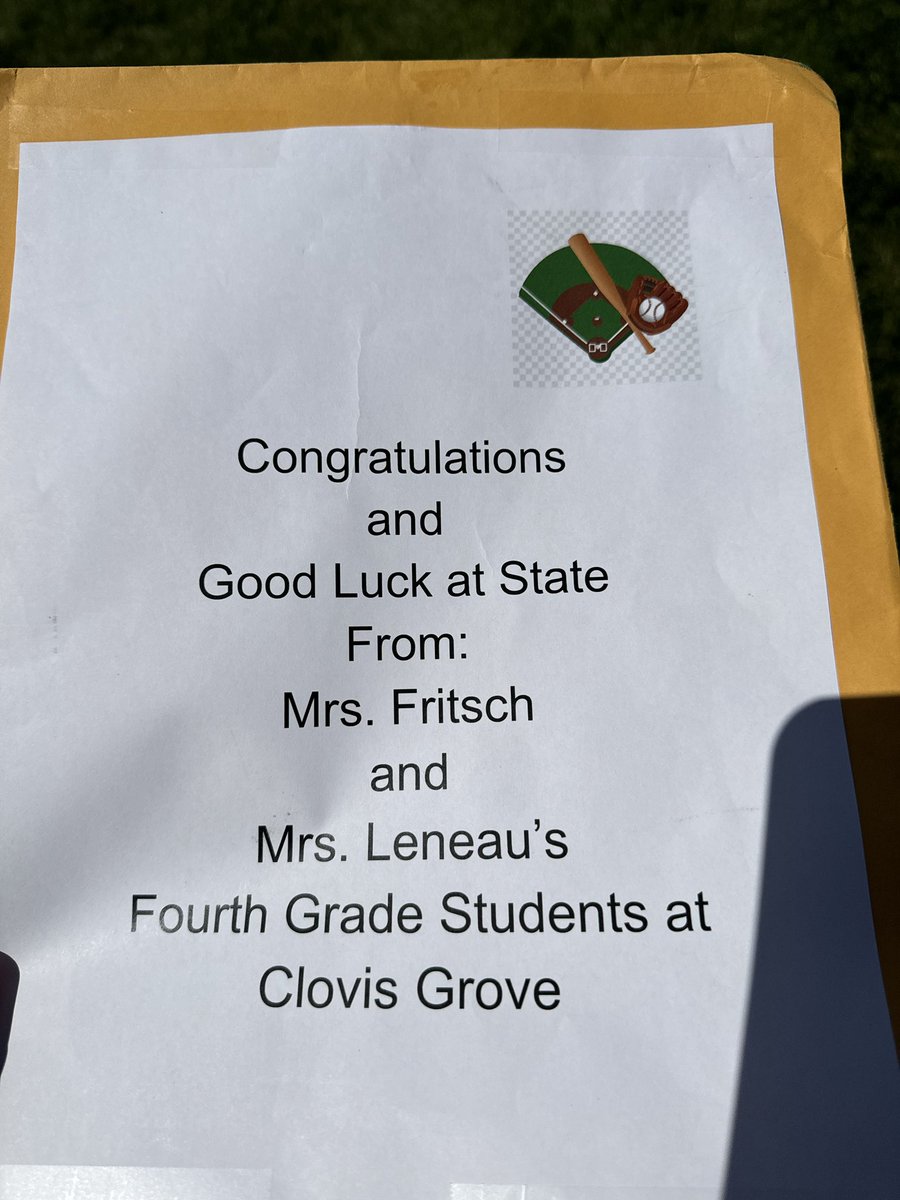 Congratulations
and
Good Luck at State
From:
Mrs. Fritsch
and
Mrs. Leneau’s
Fourth Grade Students at
Clovis Grove